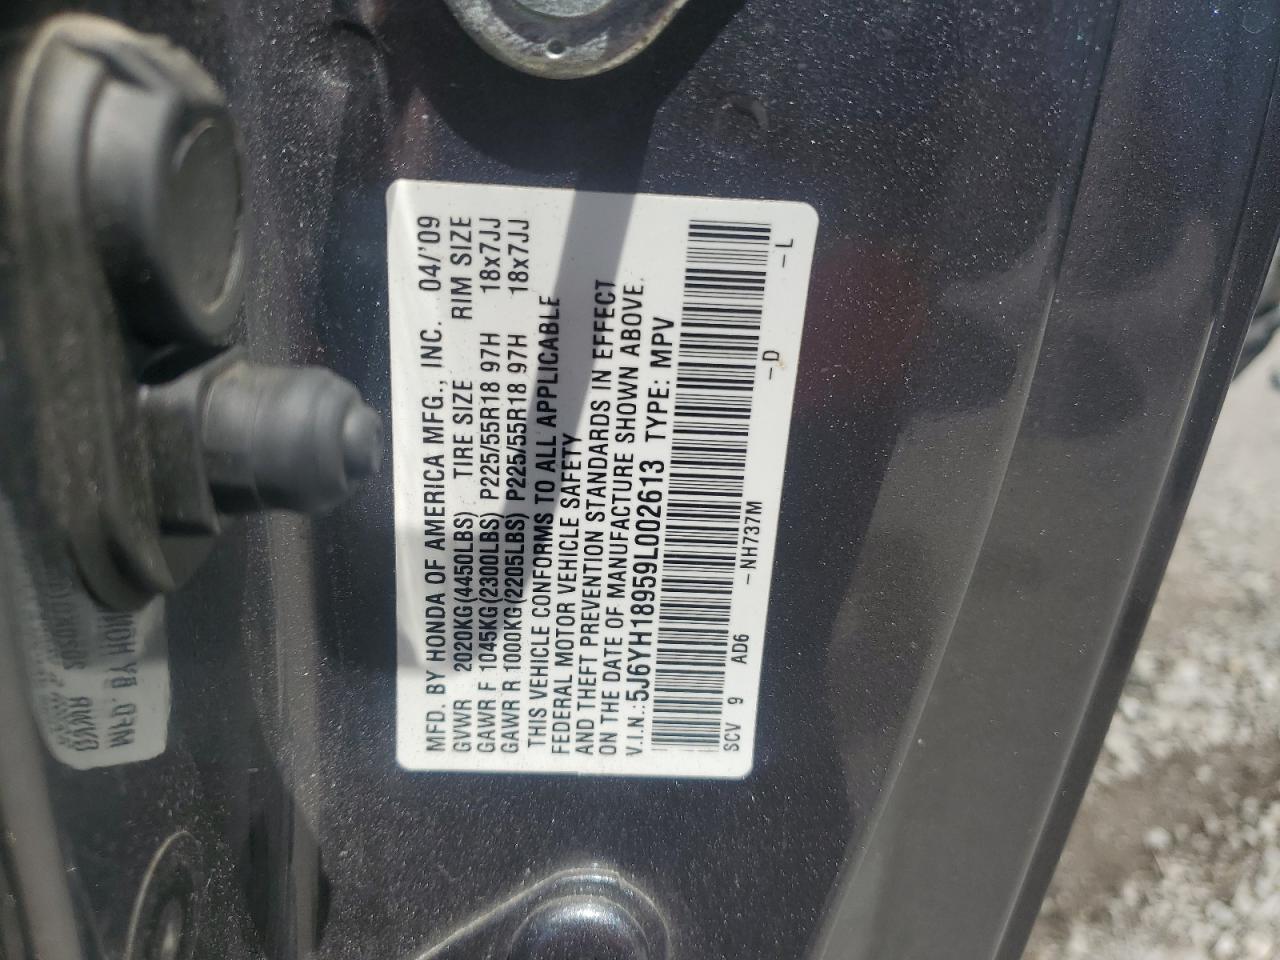 MFD. BY HONDA OF AMERICA MFG., INC. 04/'09
GVWR 2020KG(4450LBS) TIRE SIZE RIM SIZE
GAWR F 1045KG(2300LBS) P225/55R18 97H 18x7JJ
GAWR R 1000KG(2205LBS) P225/55R18 97H 18x7JJ
THIS VEHICLE CONFORMS TO ALL APPLICABLE
FEDERAL MOTOR VEHICLE SAFETY
AND THEFT PREVENTION STANDARDS IN EFFECT
ON THE DATE OF MANUFACTURE SHOWN ABOVE.
V.I.N.:5J6YH18959L002613 TYPE: MPV
SCV 9 AD6 -NH737M -D -L